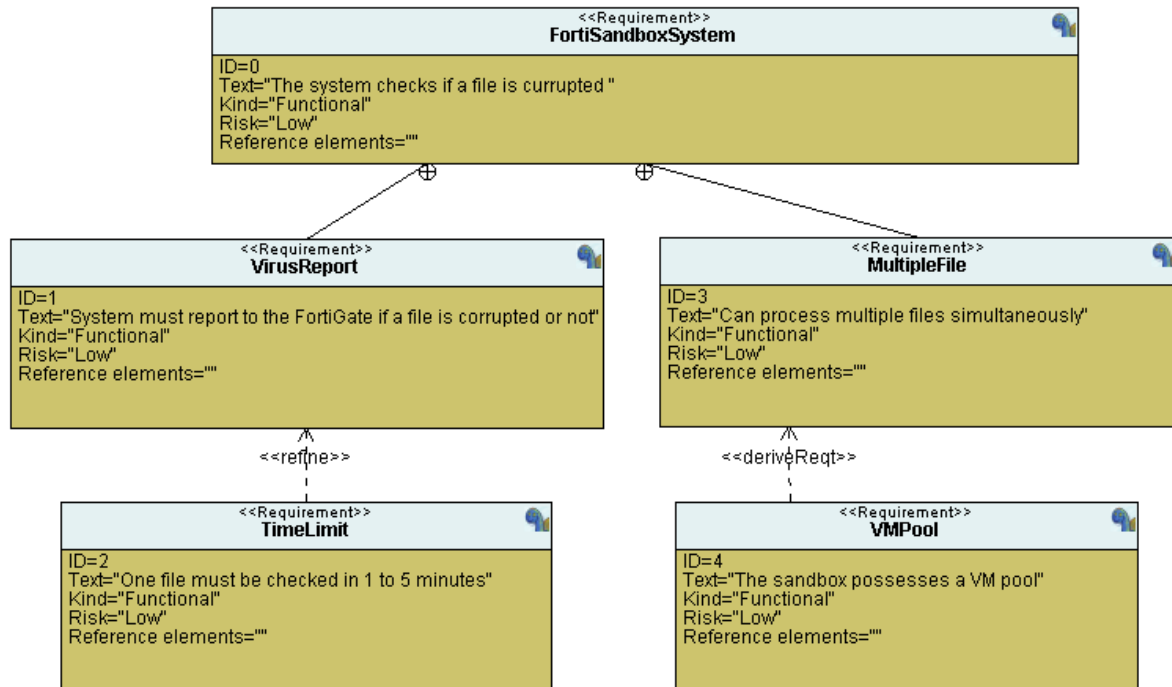 <<Requirement>>
FortiSandboxSystem
ID=0
Text="The system checks if a file is currupted "
Kind="Functional"
Risk="Low"
Reference elements=""
<<Requirement>>
VirusReport
ID=1
Text="System must report to the FortiGate if a file is corrupted or not"
Kind="Functional"
Risk="Low"
Reference elements=""
<<Requirement>>
MultipleFile
ID=3
Text="Can process multiple files simultaneously"
Kind="Functional"
Risk="Low"
Reference elements=""
<<refine>>
<<deriveReqt>>
<<Requirement>>
TimeLimit
ID=2
Text="One file must be checked in 1 to 5 minutes"
Kind="Functional"
Risk="Low"
Reference elements=""
<<Requirement>>
VMPool
ID=4
Text="The sandbox possesses a VM pool"
Kind="Functional"
Risk="Low"
Reference elements=""